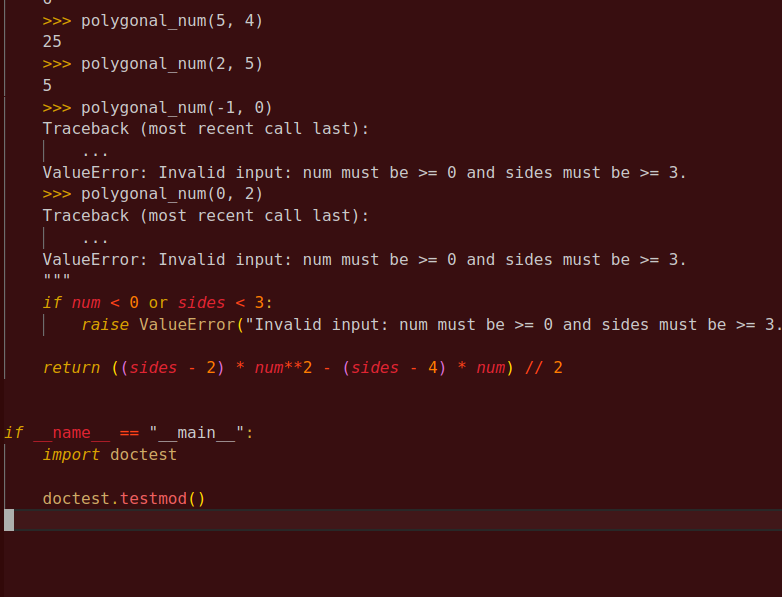 >>> polygonal_num(5, 4)
25
>>> polygonal_num(2, 5)
5
>>> polygonal_num(-1, 0)
Traceback (most recent call last):
...
ValueError: Invalid input: num must be >= 0 and sides must be >= 3.
>>> polygonal_num(0, 2)
Traceback (most recent call last):
...
ValueError: Invalid input: num must be >= 0 and sides must be >= 3.
"""
if num < 0 or sides < 3:
raise ValueError("Invalid input: num must be >= 0 and sides must be >= 3.
return ((sides - 2) * num**2 - (sides - 4) * num) // 2
if __name__ == "__main__":
import doctest
doctest.testmod()